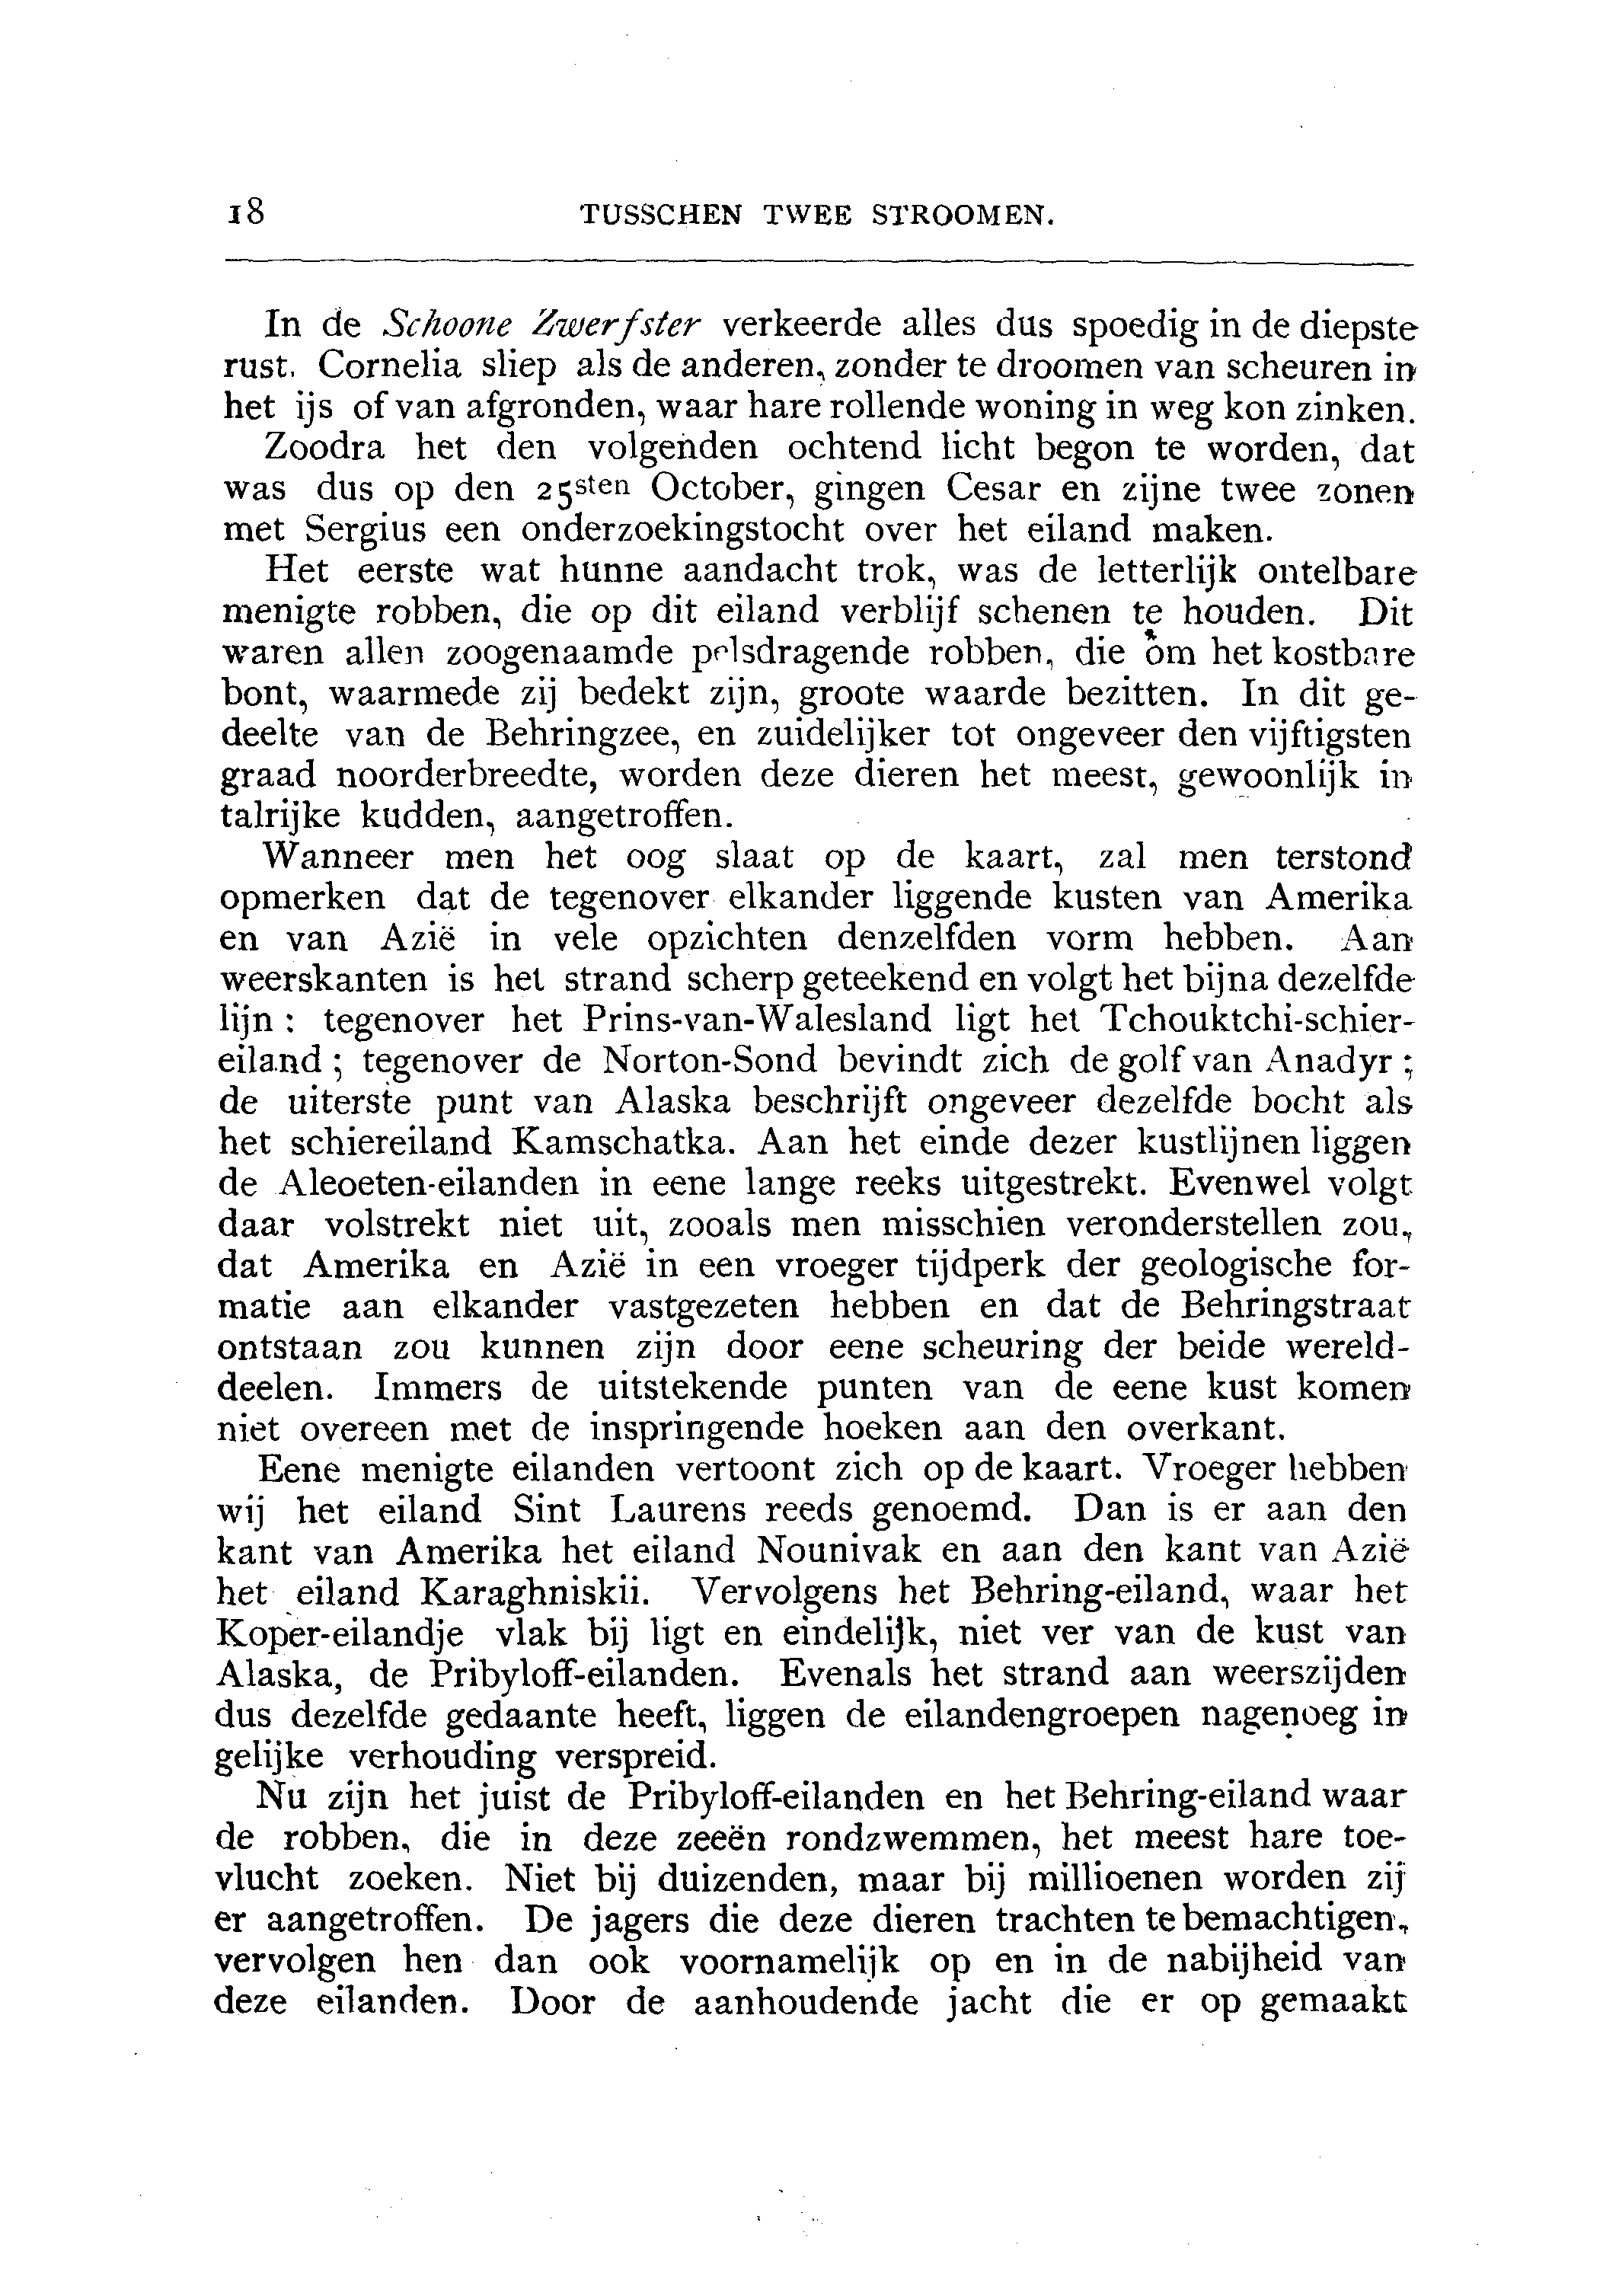 18 TUSSCHEN TWEE STROOMEN.
In de Schoone Zwerfster verkeerde alles dus spoedig in de diepste
rust. Cornelia sliep als de anderen, zonder te droomen van scheuren in
het ijs of van afgronden, waar hare rollende woning in weg kon zinken.
Zoodra het den volgenden ochtend licht begon te worden, dat
was dus op den 25sten October, gingen Cesar en zijne twee zonen
met Sergius een onderzoekingstocht over het eiland maken.
Het eerste wat hunne aandacht trok, was de letterlijk ontelbare
menigte robben, die op dit eiland verblijf schenen te houden. Dit
waren allen zoogenaamde pelsdragende robben, die om het kostbare
bont, waarmede zij bedekt zijn, groote waarde bezitten. In dit ge-
deelte van de Behringzee, en zuidelijker tot ongeveer den vijftigsten
graad noorderbreedte, worden deze dieren het meest, gewoonlijk in
talrijke kudden, aangetroffen.
Wanneer men het oog slaat op de kaart, zal men terstond
opmerken dat de tegenover elkander liggende kusten van Amerika
en van Azië in vele opzichten denzelfden vorm hebben. Aan
weerskanten is het strand scherp geteekend en volgt het bijna dezelfde
lijn : tegenover het Prins-van-Walesland ligt het Tchouktchi-schier-
eiland ; tegenover de Norton-Sond bevindt zich de golf van Anadyr ;
de uiterste punt van Alaska beschrijft ongeveer dezelfde bocht als
het schiereiland Kamschatka. Aan het einde dezer kustlijnen liggen
de Aleoeten-eilanden in eene lange reeks uitgestrekt. Evenwel volgt
daar volstrekt niet uit, zooals men misschien veronderstellen zou,
dat Amerika en Azië in een vroeger tijdperk der geologische for-
matie aan elkander vastgezeten hebben en dat de Behringstraat
ontstaan zou kunnen zijn door eene scheuring der beide wereld-
deelen. Immers de uitstekende punten van de eene kust komen
niet overeen met de inspringende hoeken aan den overkant.
Eene menigte eilanden vertoont zich op de kaart. Vroeger hebben
wij het eiland Sint Laurens reeds genoemd. Dan is er aan den
kant van Amerika het eiland Nounivak en aan den kant van Azië
het eiland Karaghniskii. Vervolgens het Behring-eiland, waar het
Koper-eilandje vlak bij ligt en eindelijk, niet ver van de kust van
Alaska, de Pribyloff-eilanden. Evenals het strand aan weerszijden
dus dezelfde gedaante heeft, liggen de eilandengroepen nagenoeg in
gelijke verhouding verspreid.
Nu zijn het juist de Pribyloff-eilanden en het Behring-eiland waar
de robben, die in deze zeeën rondzwemmen, het meest hare toe-
vlucht zoeken. Niet bij duizenden, maar bij millioenen worden zij
er aangetroffen. De jagers die deze dieren trachten te bemachtigen,
vervolgen hen dan ook voornamelijk op en in de nabijheid van
deze eilanden. Door de aanhoudende jacht die er op gemaakt